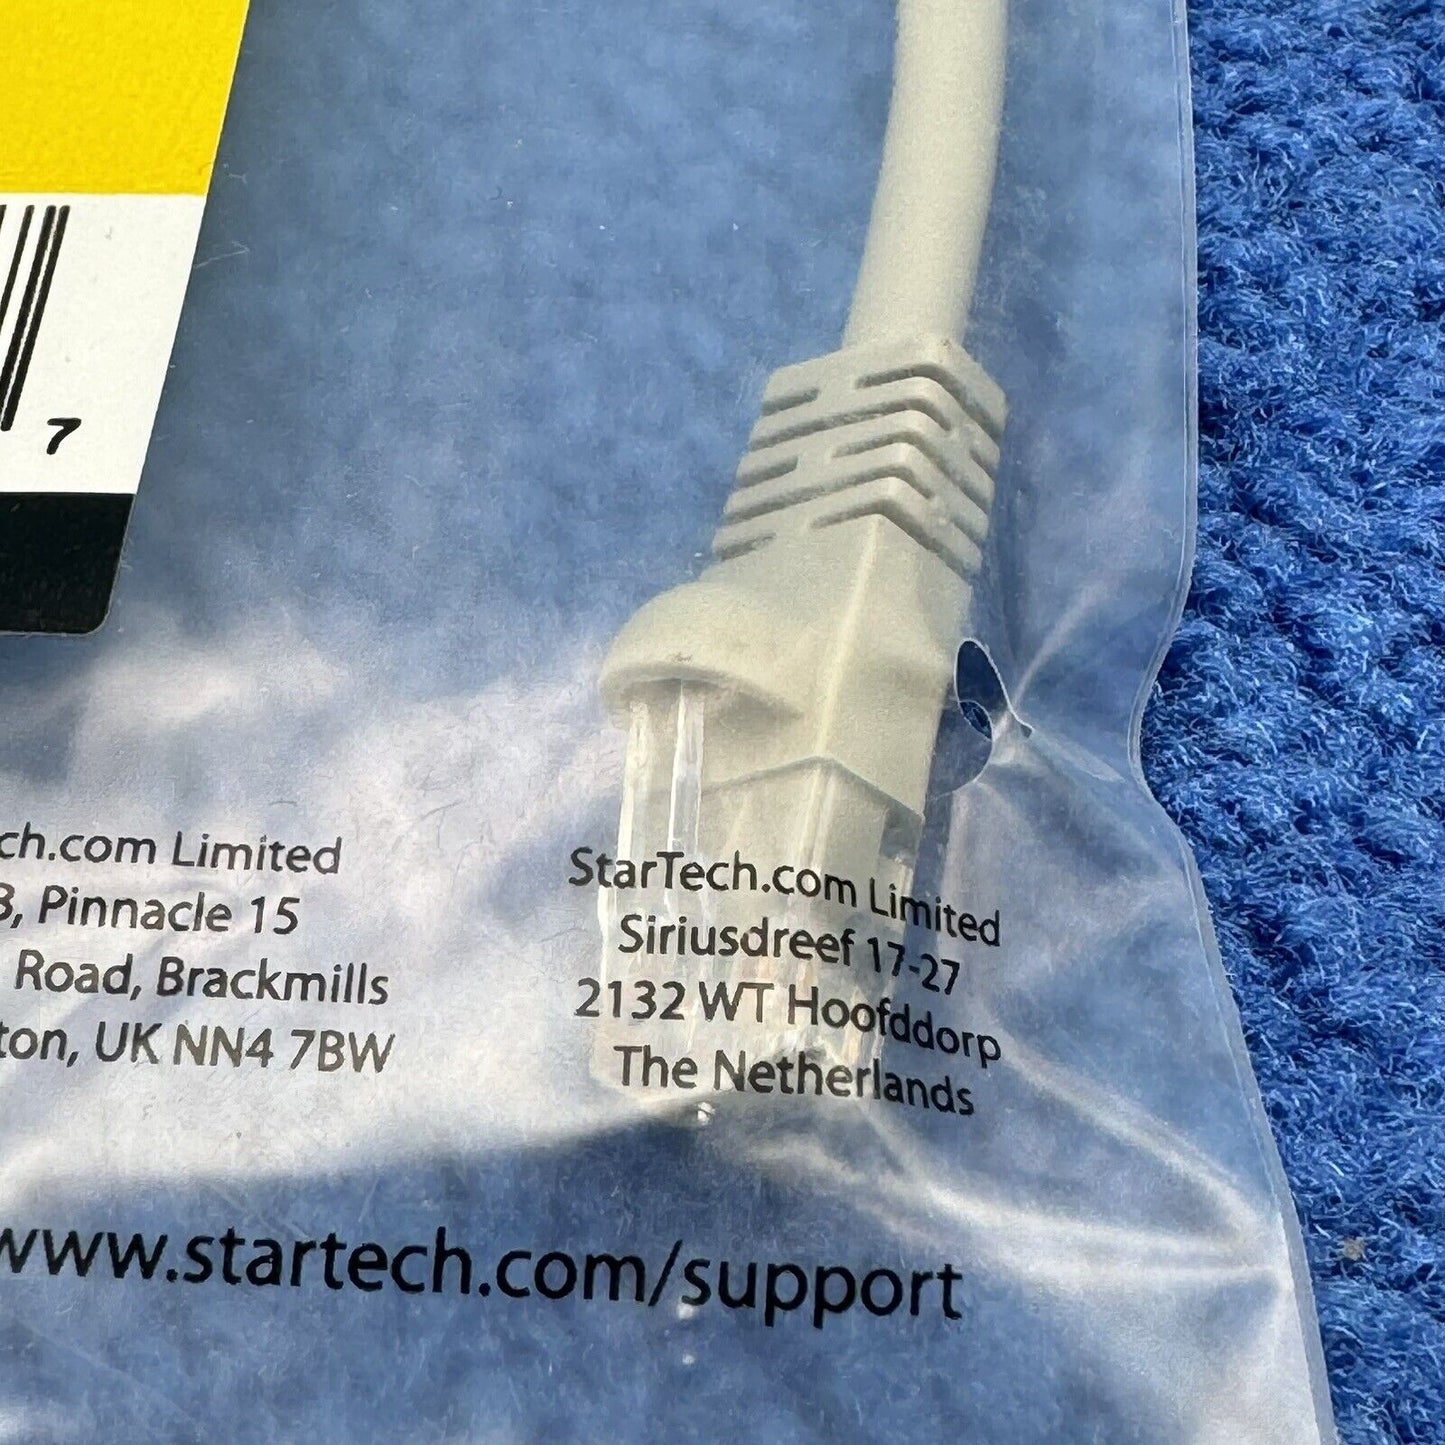 7
ch.com Limited
3, Pinnacle 15
Road, Brackmills
ton, UK NN4 7BW
StarTech.com Limited
Siriusdreef 17-27
2132 WT Hoofddorp
The Netherlands
www.startech.com/support